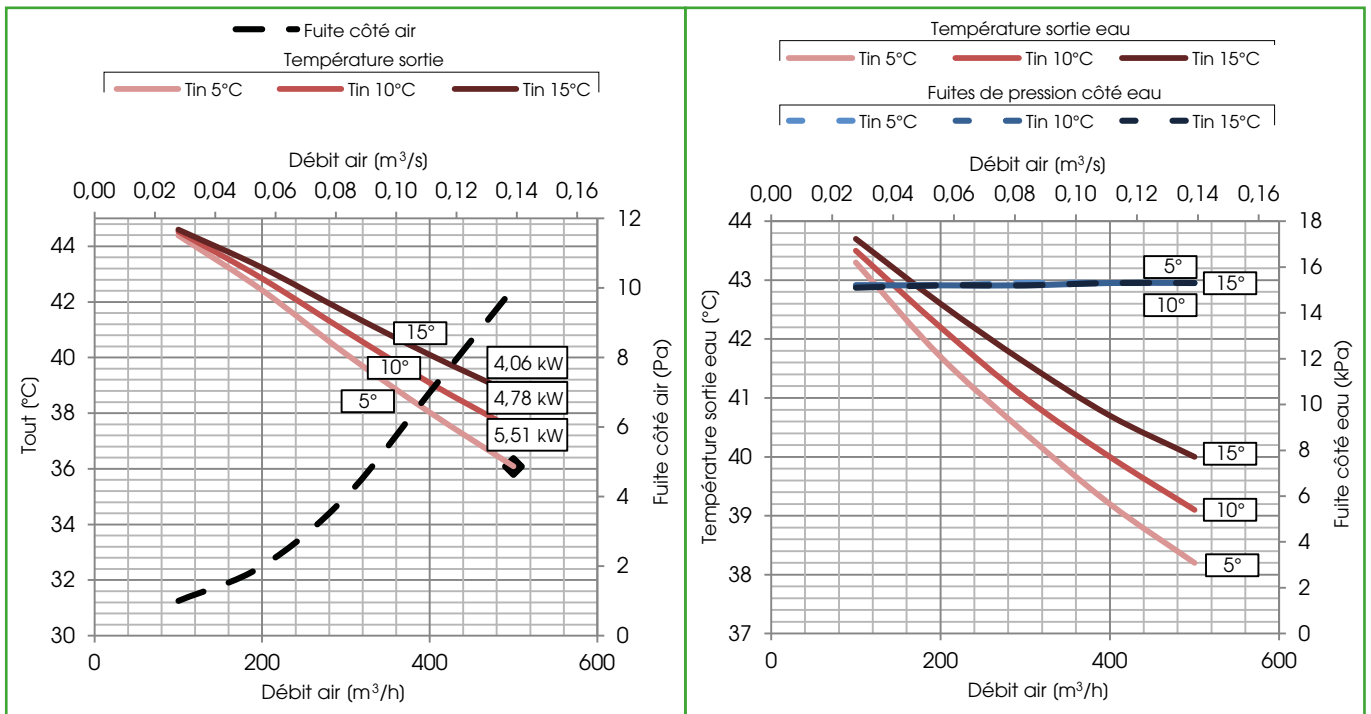 Fuite côté air
Température sortie
Tin 5°C Tin 10°C Tin 15°C
Débit air (m³/s)
0,00 0,02 0,04 0,06 0,08 0,10 0,12 0,14 0,16
44
42
40
38
36
34
32
30
Tout (°C)
12
10
8
6
4
2
0
Fuite côté air (Pa)
15°
10°
5°
4,06 kW
4,78 kW
5,51 kW
0 200 400 600
Débit air (m³/h)
Température sortie eau
Tin 5°C Tin 10°C Tin 15°C
Fuites de pression côté eau
Tin 5°C Tin 10°C Tin 15°C
Débit air (m³/s)
0,00 0,02 0,04 0,06 0,08 0,10 0,12 0,14 0,16
44
43
42
41
40
39
38
37
Température sortie eau (°C)
18
16
14
12
10
8
6
4
2
0
Fuite côté eau (kPa)
5°
15°
10°
15°
10°
5°
0 200 400 600
Débit air (m³/h)